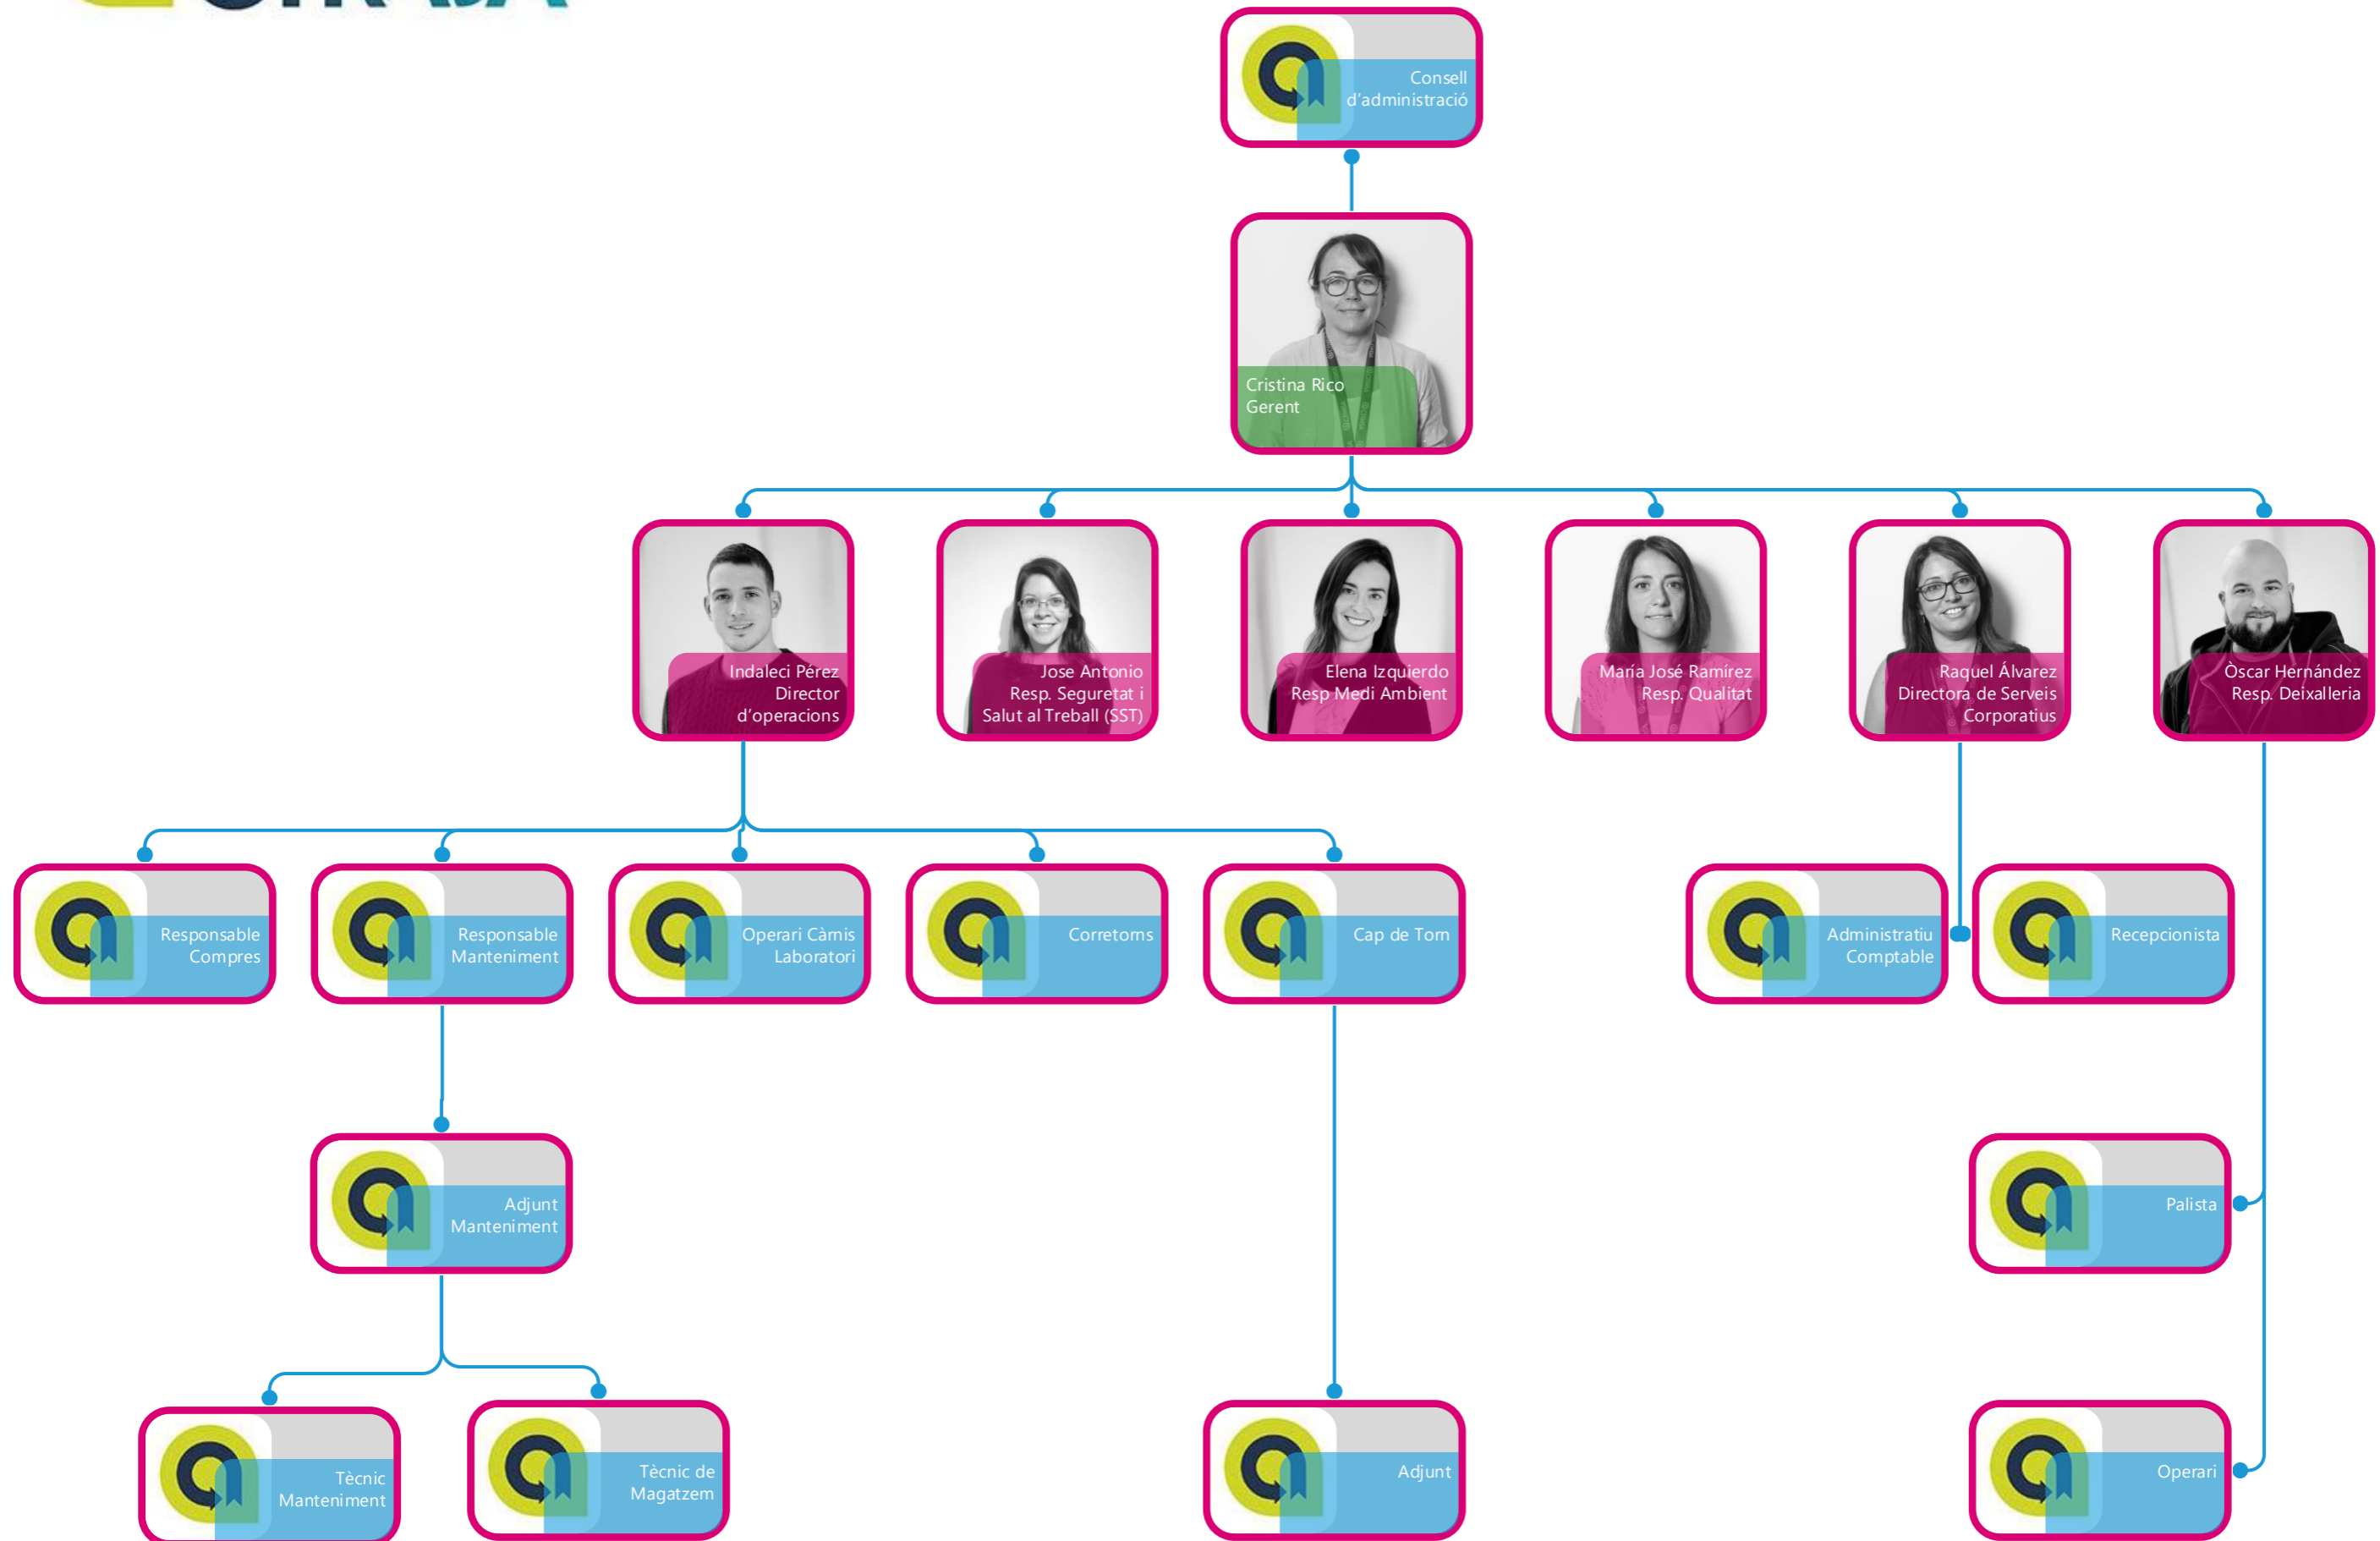 Consell
d'administració
Cristina Rico
Gerent
Indaleci Pérez
Director
d'operacions
Jose Antonio
Resp. Seguretat i
Salut al Treball (SST)
Elena Izquierdo
Resp Medi Ambient
María José Ramírez
Resp. Qualitat
Raquel Álvarez
Directora de Serveis
Corporatius
Òscar Hernández
Resp. Deixalleria
Responsable
Compres
Responsable
Manteniment
Operari Càrnis
Laboratori
Corretorns
Cap de Torn
Administratiu
Comptable
Recepcionista
Adjunt
Manteniment
Palista
Tècnic
Manteniment
Tècnic de
Magatzem
Adjunt
Operari